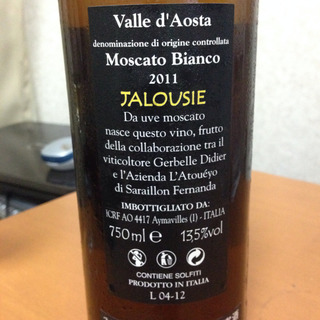 Valle d'Aosta
denominazione di origine controllata
Moscato Bianco
2011
JALOUSIE
Da uve moscato
nasce questo vino, frutto
della collaborazione tra il
viticoltore Gerbelle Didier
e l'Azienda L'Atouéyo
di Saraillon Fernanda
IMBOTTIGLIATO DA:
ICRF AO 4417 Aymavilles (I) - ITALIA
750 ml e 13,5% vol
CONTIENE SOLFITI
PRODOTTO IN ITALIA
L 04-12